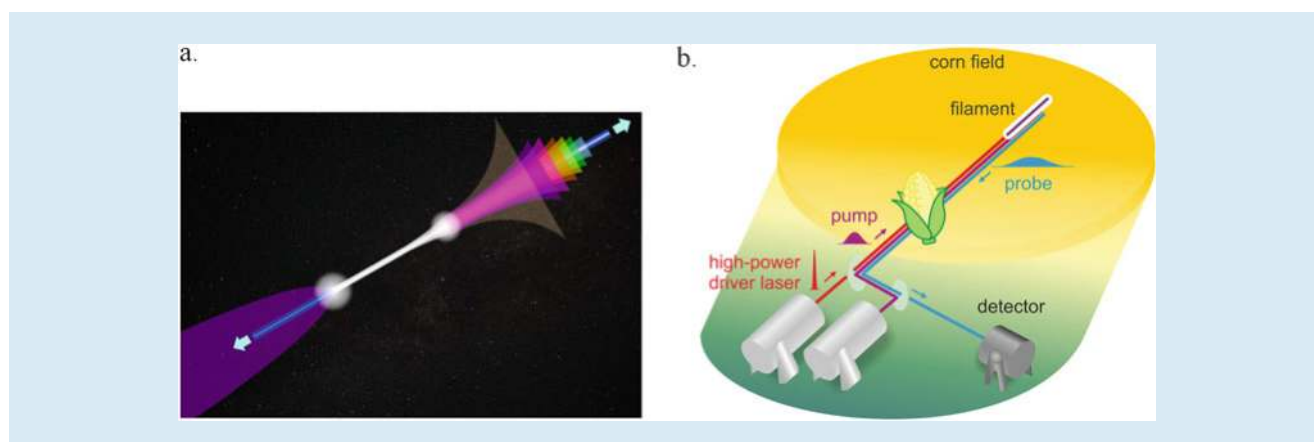 a.
b.
corn field
filament
probe
pump
high-power
driver laser
detector